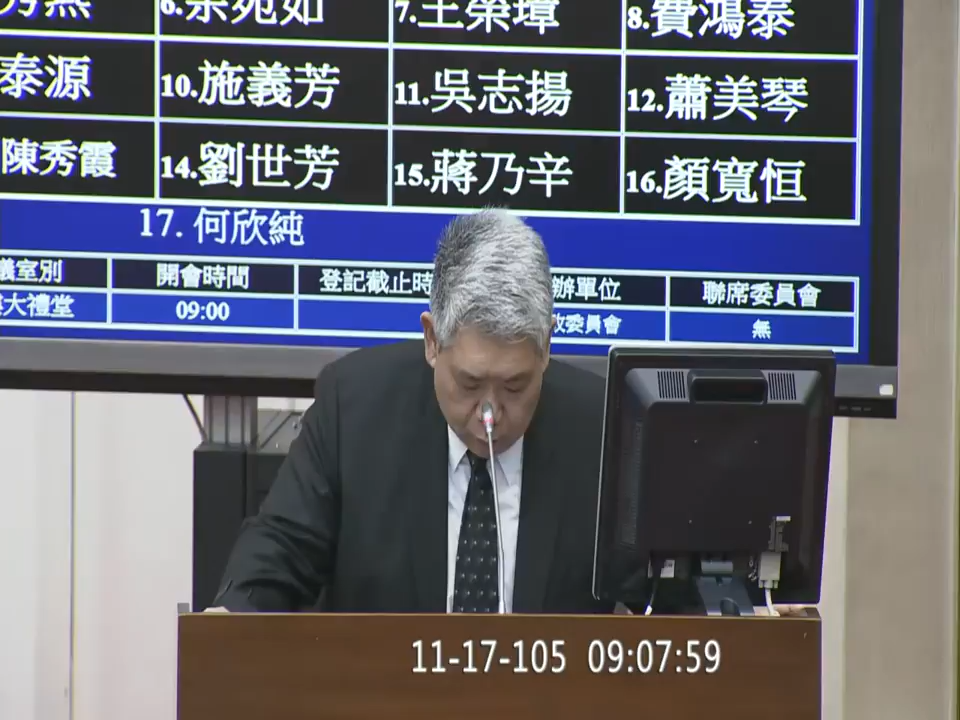 6.余宛如 7.王榮璋 8.費鴻泰
泰源 10.施義芳 11.吳志揚 12.蕭美琴
陳秀霞 14.劉世芳 15.蔣乃辛 16.顏寬恒
17. 何欣純
議室別 開會時間 登記截止時 辦單位 聯席委員會
大禮堂 09:00 政委員會 無
11-17-105 09:07:59